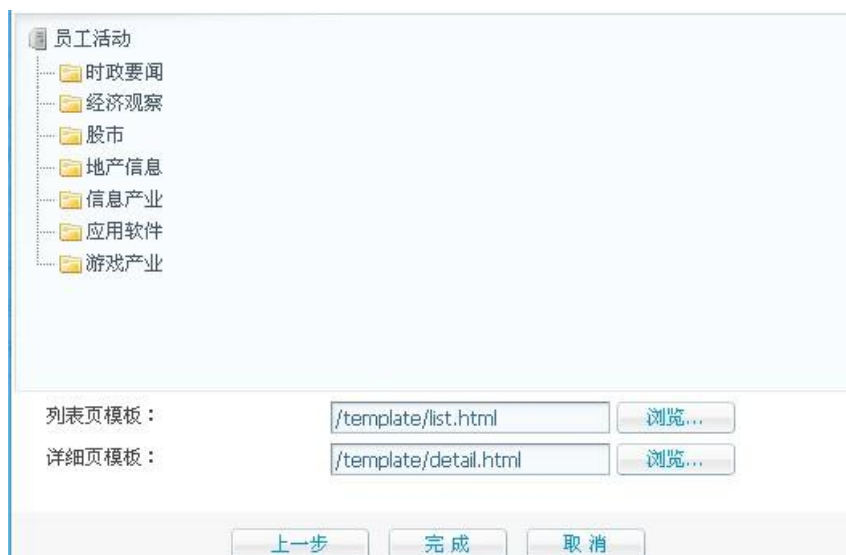 员工活动
时政要闻
经济观察
股市
地产信息
信息产业
应用软件
游戏产业
列表页模板： /template/list.html 浏览...
详细页模板： /template/detail.html 浏览...
上一步 完成 取消